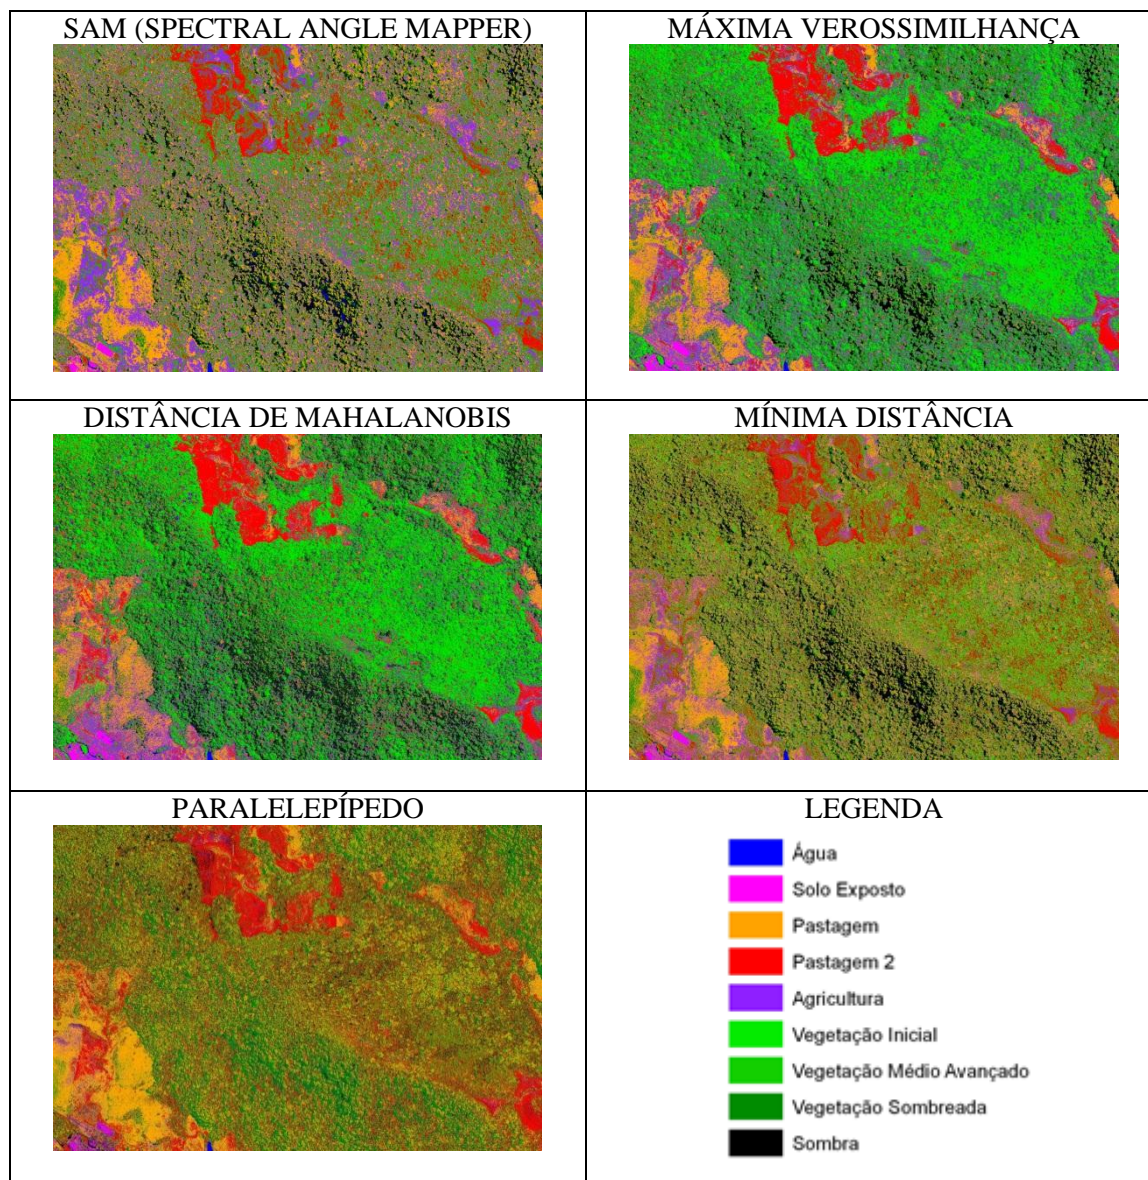 SAM (SPECTRAL ANGLE MAPPER)
MÁXIMA VEROSSIMILHANÇA
DISTÂNCIA DE MAHALANOBIS
MÍNIMA DISTÂNCIA
PARALELEPÍPEDO
LEGENDA
Água
Solo Exposto
Pastagem
Pastagem 2
Agricultura
Vegetação Inicial
Vegetação Médio Avançado
Vegetação Sombreada
Sombra